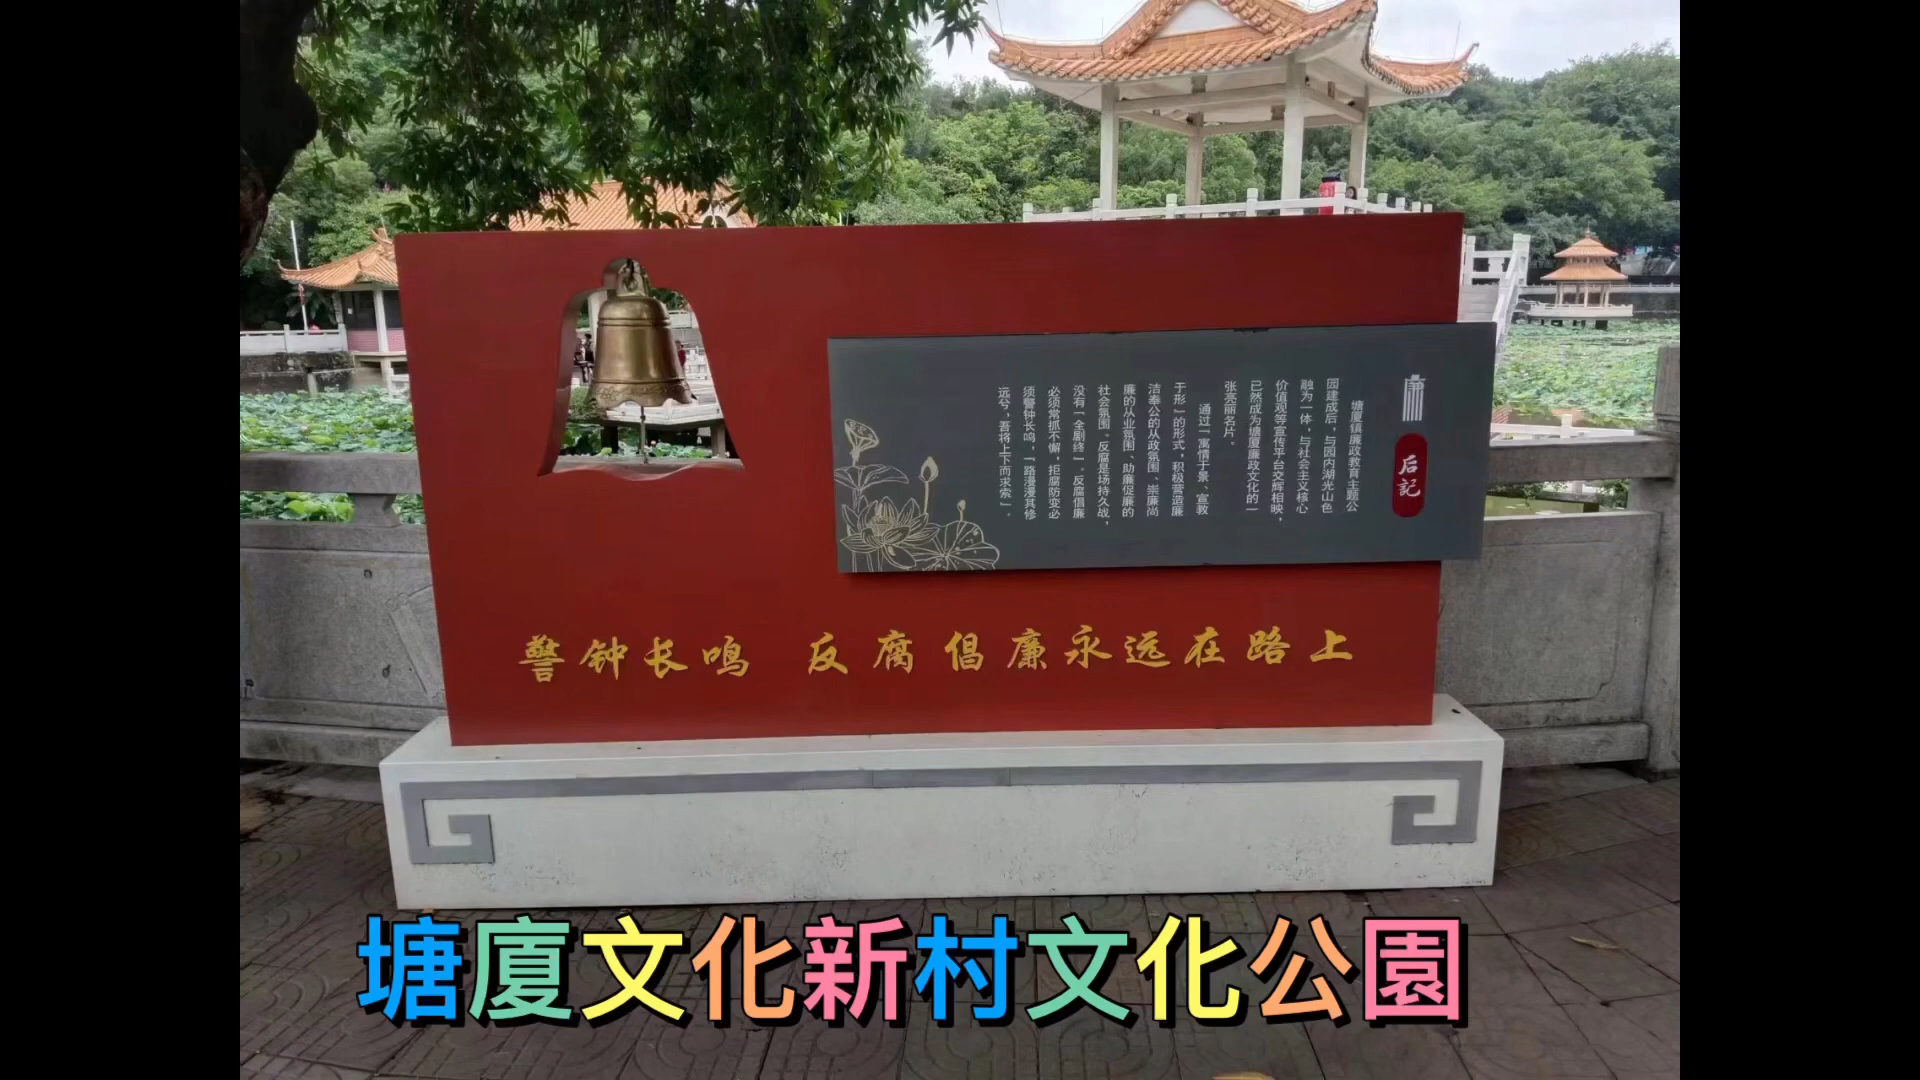 廉
后記
塘厦镇廉政教育主题公
园建成后，与园内湖光山色
融为一体，与社会主义核心
价值观等宣传平台交辉相映，
已然成为塘厦廉政文化的一
张亮丽名片。
通过“寓情于景、宣教
于形”的形式，积极营造廉
洁奉公的从政氛围、崇廉尚
廉的从业氛围、助廉促廉的
社会氛围。反腐是场持久战，
没有“全剧终”。反腐倡廉
必须常抓不懈，拒腐防变必
须警钟长鸣。“路漫漫其修
远兮，吾将上下而求索”。
警钟长鸣 反腐倡廉永远在路上
塘廈文化新村文化公園